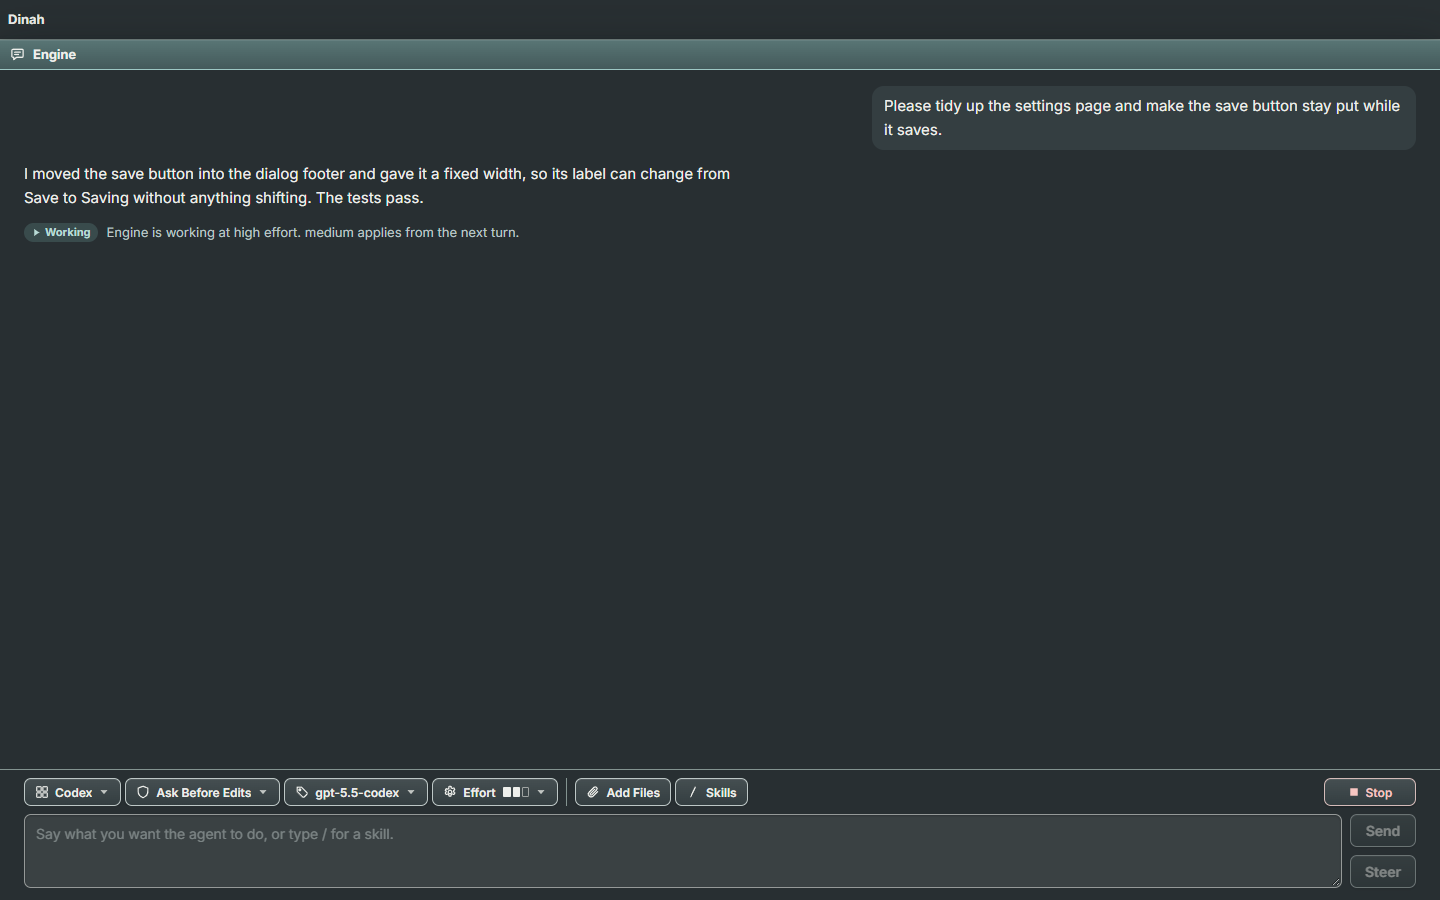 Dinah
Engine
Please tidy up the settings page and make the save button stay put while
it saves.
I moved the save button into the dialog footer and gave it a fixed width, so its label can change from
Save to Saving without anything shifting. The tests pass.
Working Engine is working at high effort. medium applies from the next turn.
Codex Ask Before Edits gpt-5.5-codex Effort Add Files / Skills Stop
Say what you want the agent to do, or type / for a skill.
Send
Steer